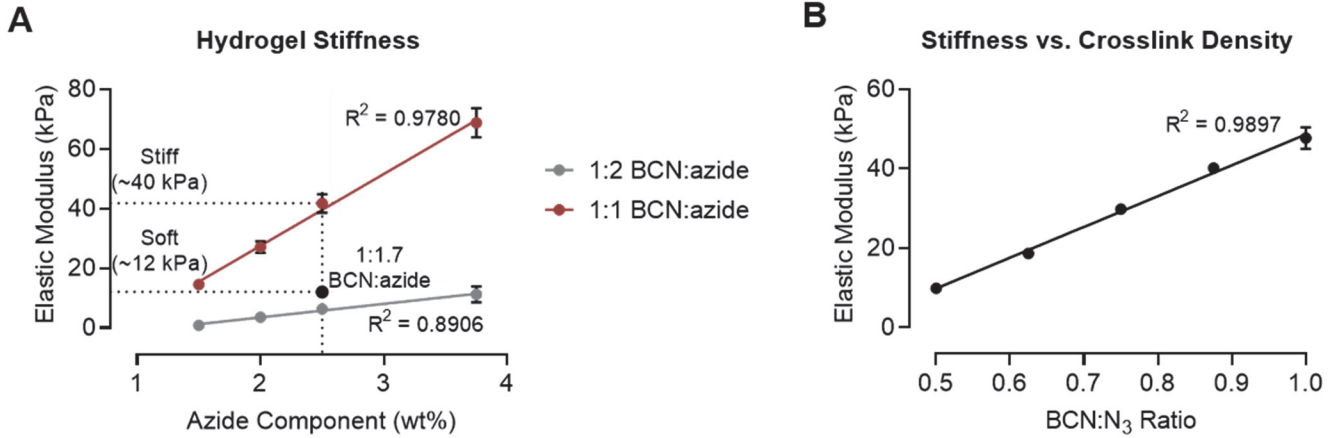 A
Hydrogel Stiffness
Elastic Modulus (kPa)
80
60
40
20
0
R² = 0.9780
Stiff
(~40 kPa)
Soft
(~12 kPa)
1:1.7
BCN:azide
R² = 0.8906
1
2
3
4
Azide Component (wt%)
1:2 BCN:azide
1:1 BCN:azide
B
Stiffness vs. Crosslink Density
Elastic Modulus (kPa)
60
40
20
0
R² = 0.9897
0.5
0.6
0.7
0.8
0.9
1.0
BCN:N₃ Ratio